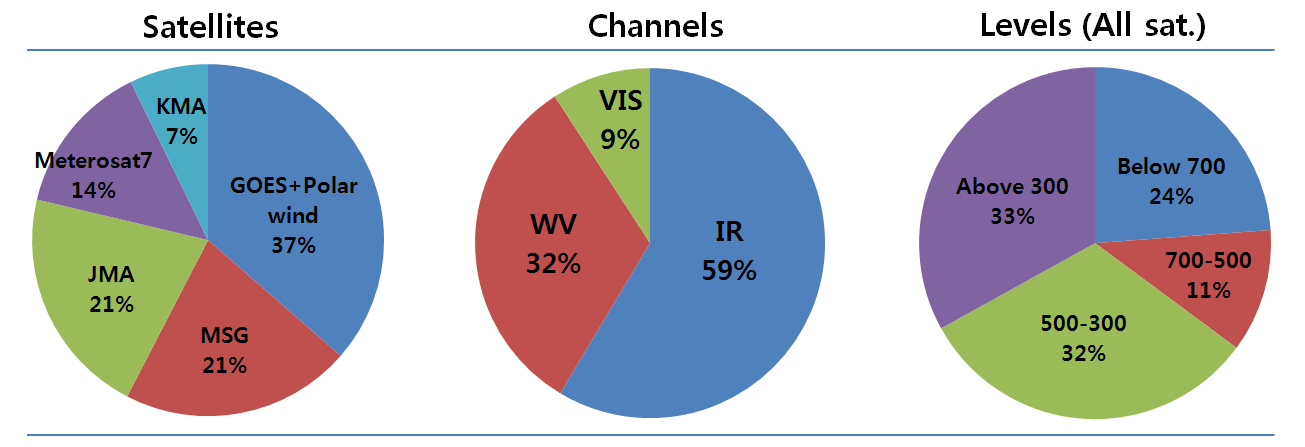 Satellites
Channels
Levels (All sat.)
KMA
7%
Meterosat7
14%
GOES+Polar
wind
37%
JMA
21%
MSG
21%
VIS
9%
WV
32%
IR
59%
Above 300
33%
Below 700
24%
700-500
11%
500-300
32%